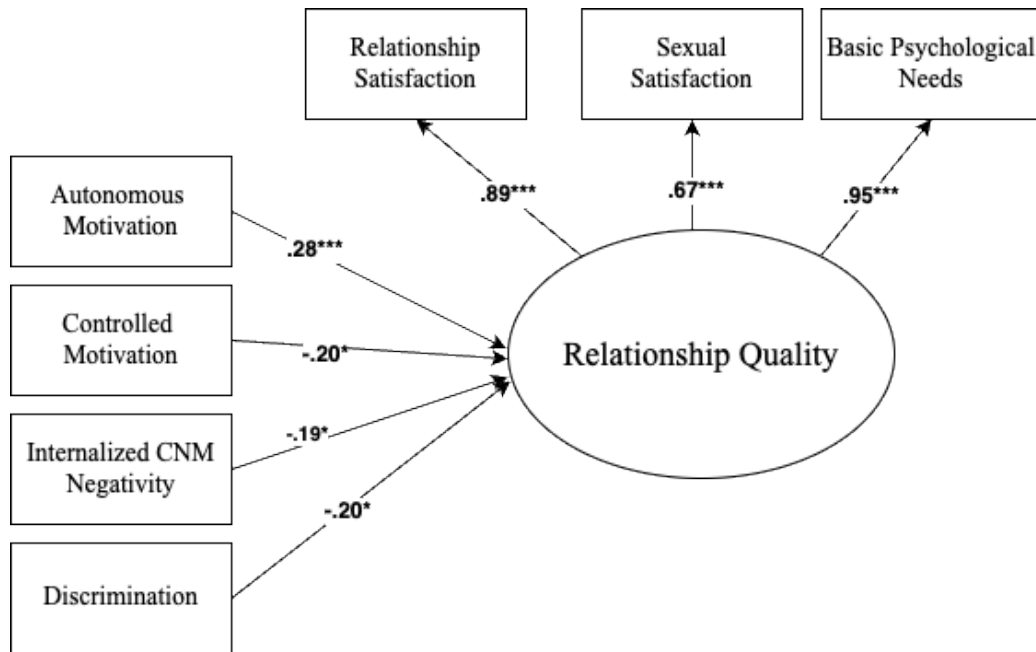 Relationship
Satisfaction
Sexual
Satisfaction
Basic Psychological
Needs
.89***
.67***
.95***
Autonomous
Motivation
.28***
Controlled
Motivation
-.20*
Internalized CNM
Negativity
-.19*
Discrimination
-.20*
Relationship Quality